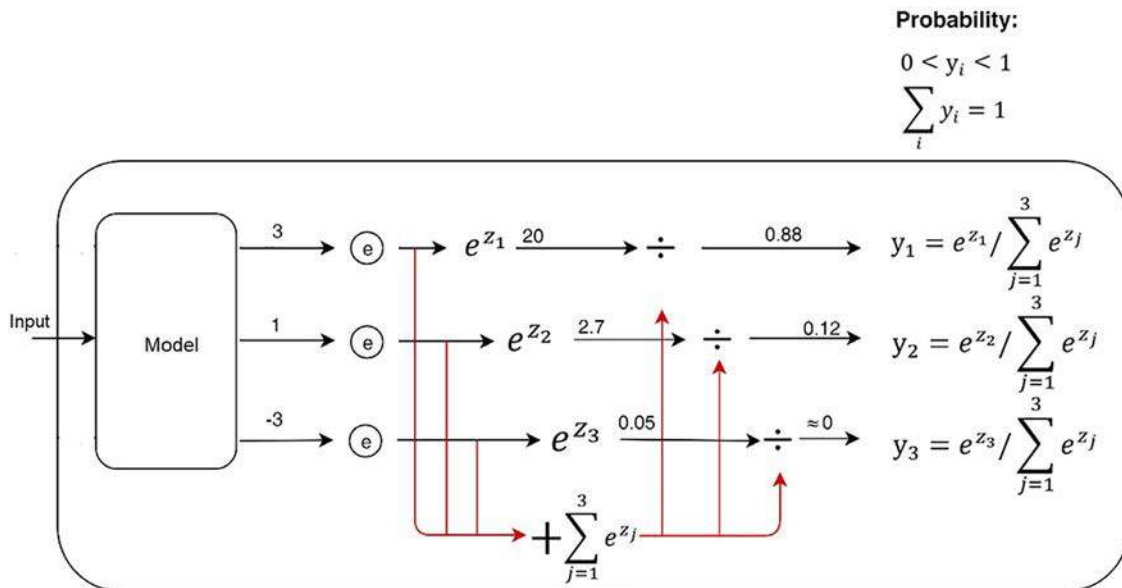 Probability:
0 < yᵢ < 1
∑ᵢ yᵢ = 1
3 e e^{z₁} 20 ÷ 0.88 y₁ = e^{z₁} / ∑_{j=1}^{3} e^{z_j}
Input
Model
1 e e^{z₂} 2.7 ÷ 0.12 y₂ = e^{z₂} / ∑_{j=1}^{3} e^{z_j}
-3 e e^{z₃} 0.05 ÷ ≈0 y₃ = e^{z₃} / ∑_{j=1}^{3} e^{z_j}
+ ∑_{j=1}^{3} e^{z_j}